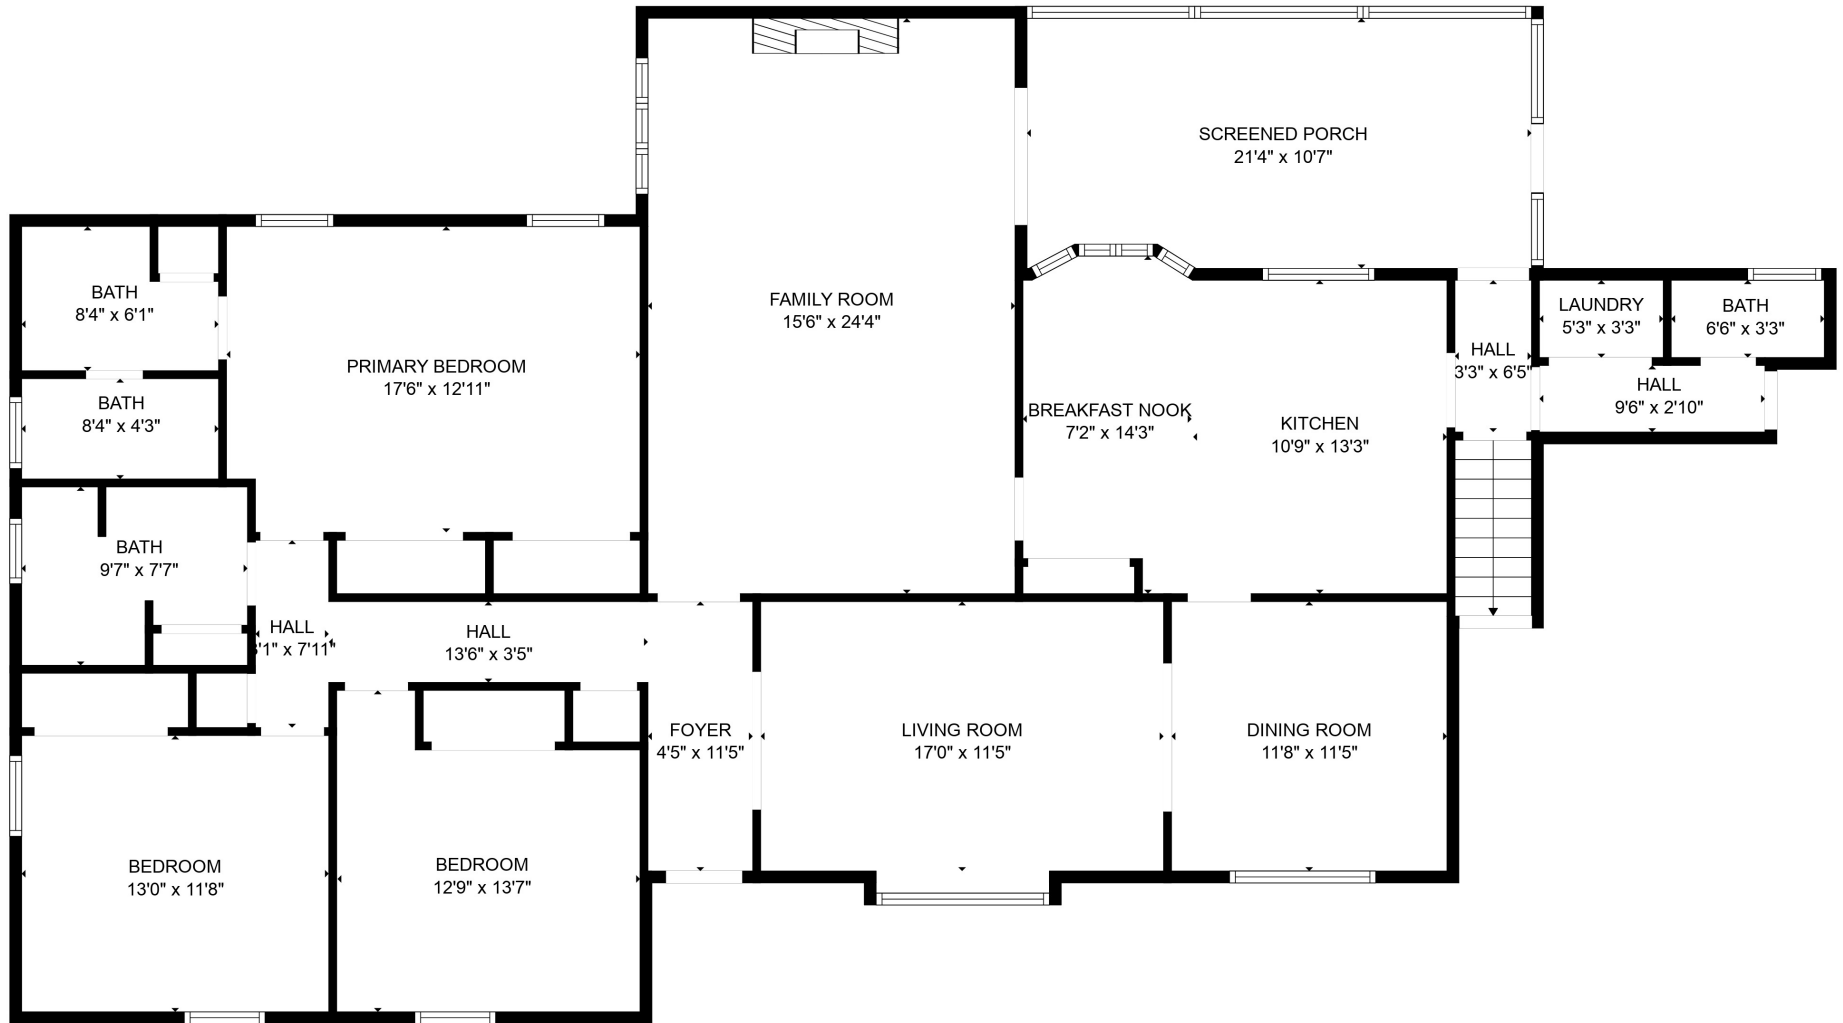 SCREENED PORCH
21'4" x 10'7"
BATH
8'4" x 6'1"
FAMILY ROOM
15'6" x 24'4"
LAUNDRY
5'3" x 3'3"
BATH
6'6" x 3'3"
PRIMARY BEDROOM
17'6" x 12'11"
HALL
3'3" x 6'5"
HALL
9'6" x 2'10"
BATH
8'4" x 4'3"
BREAKFAST NOOK
7'2" x 14'3"
KITCHEN
10'9" x 13'3"
BATH
9'7" x 7'7"
HALL
'1" x 7'11"
HALL
13'6" x 3'5"
FOYER
4'5" x 11'5"
LIVING ROOM
17'0" x 11'5"
DINING ROOM
11'8" x 11'5"
BEDROOM
13'0" x 11'8"
BEDROOM
12'9" x 13'7"